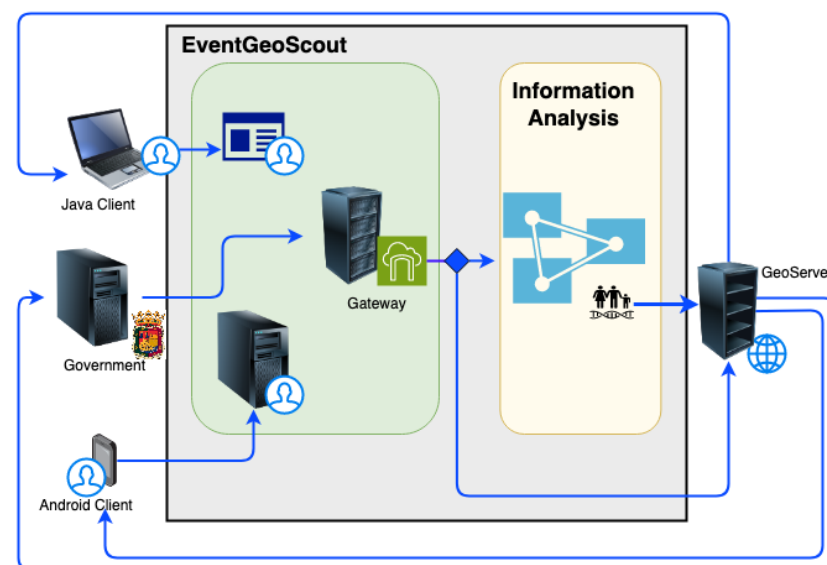 EventGeoScout
Information
Analysis
Java Client
Gateway
GeoServe
Government
Android Client